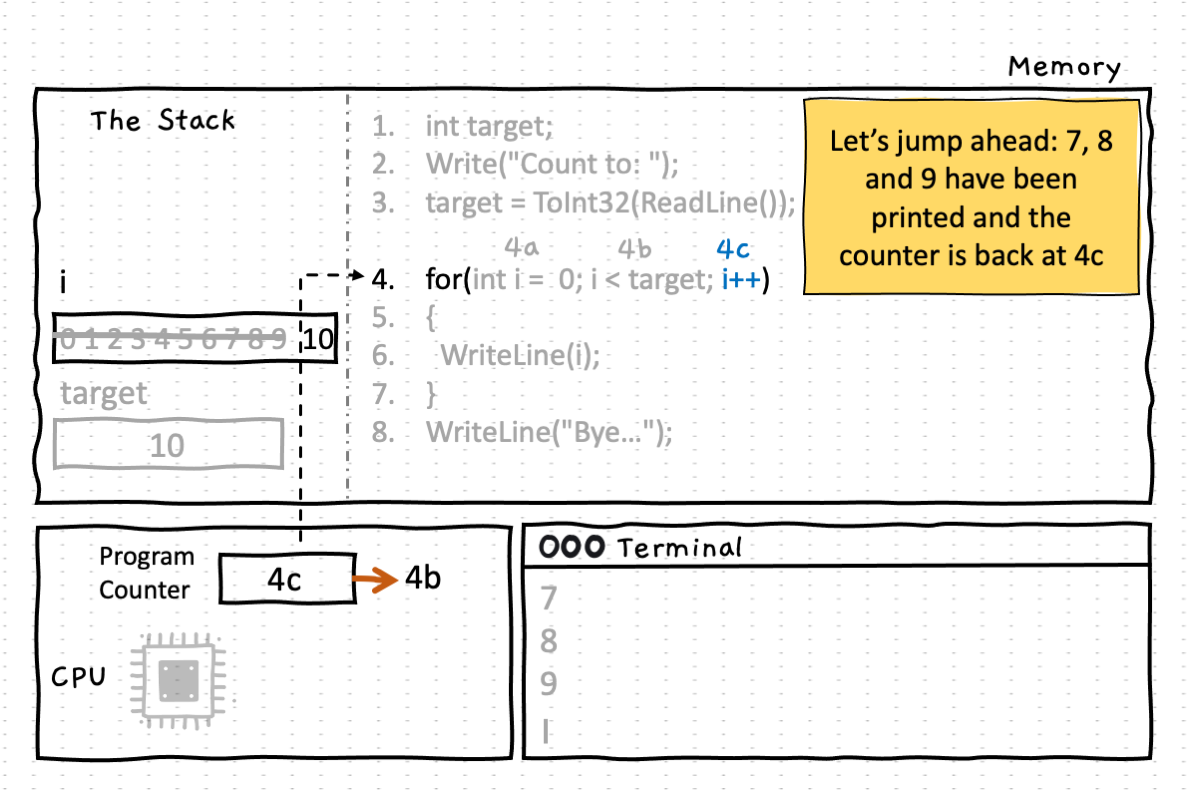 Memory
The Stack
1. int target;
2. Write("Count to: ");
3. target = ToInt32(ReadLine());
4a 4b 4c
4. for(int i = 0; i < target; i++)
5. {
6. WriteLine(i);
7. }
8. WriteLine("Bye...");
i
0 1 2 3 4 5 6 7 8 9 10
target
10
Let's jump ahead: 7, 8
and 9 have been
printed and the
counter is back at 4c
Program
Counter
4c
4b
CPU
Terminal
7
8
9